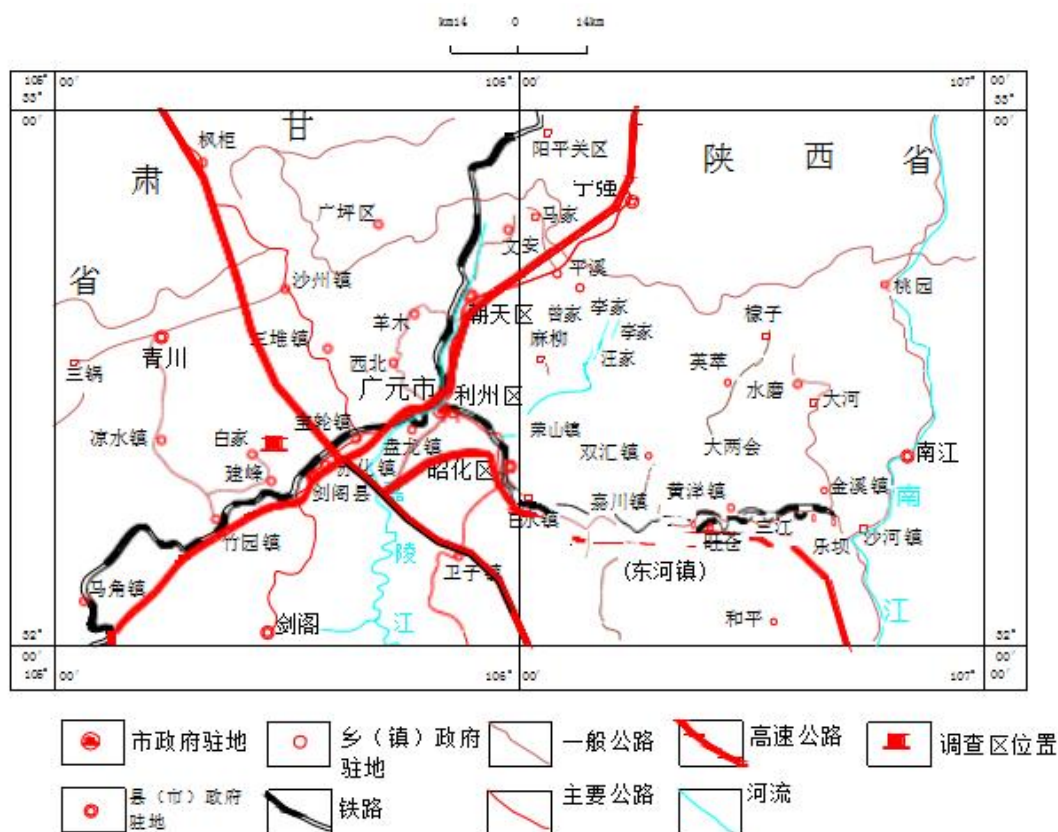 km14 0 14km
105° 00′ 106° 00′ 107° 00′
33° 00′ 33° 00′
甘
肃
省
陕 西 省
枫柜
阳平关区
宁强
广坪区
马家
文安
平溪
沙州镇
曾家
李家
桃园
羊木
朝天区
李家
檬子
麻柳
汪家
三堆镇
青川
西北
英萃
三锅
水磨
广元市
利州区
大河
宝轮镇
荣山镇
凉水镇
白家
盘龙镇
双汇镇
大两会
南江
建峰
昭化区
剑阁县
嘉川镇
黄洋镇
金溪镇
嘉
陵
江
南
江
白水镇
三江
旺苍
乐坝
沙河镇
竹园镇
卫子镇
(东河镇)
马角镇
和平
剑阁
32° 00′ 32° 00′
105° 00′ 106° 00′ 107° 00′
市政府驻地
乡（镇）政府
驻地
一般公路
高速公路
调查区位置
县（市）政府
驻地
铁路
主要公路
河流